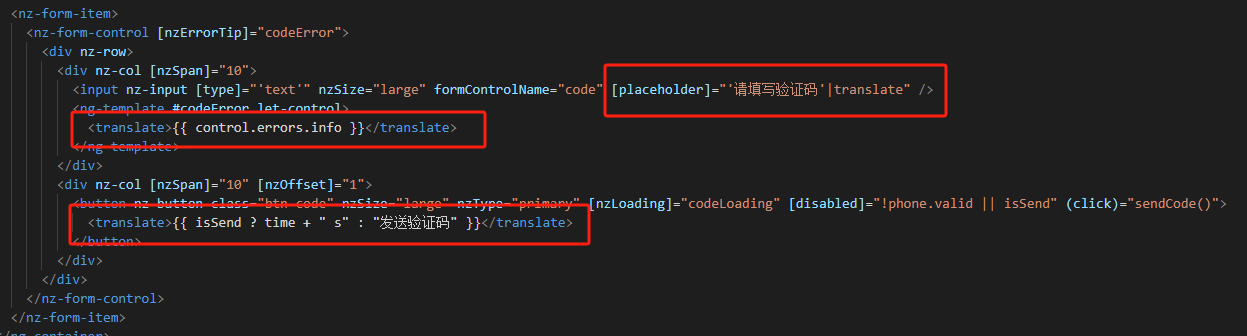 <nz-form-item>
<nz-form-control [nzErrorTip]="codeError">
<div nz-row>
<div nz-col [nzSpan]="10">
<input nz-input [type]="'text'" nzSize="large" formControlName="code" [placeholder]="'请填写验证码'|translate" />
<ng-template #codeError let-control>
<translate>{{ control.errors.info }}</translate>
</ng-template>
</div>
<div nz-col [nzSpan]="10" [nzOffset]="1">
<button nz-button class="btn-code" nzSize="large" nzType="primary" [nzLoading]="codeLoading" [disabled]="!phone.valid || isSend" (click)="sendCode()">
<translate>{{ isSend ? time + " s" : "发送验证码" }}</translate>
</button>
</div>
</div>
</nz-form-control>
</nz-form-item>
</ng-container>